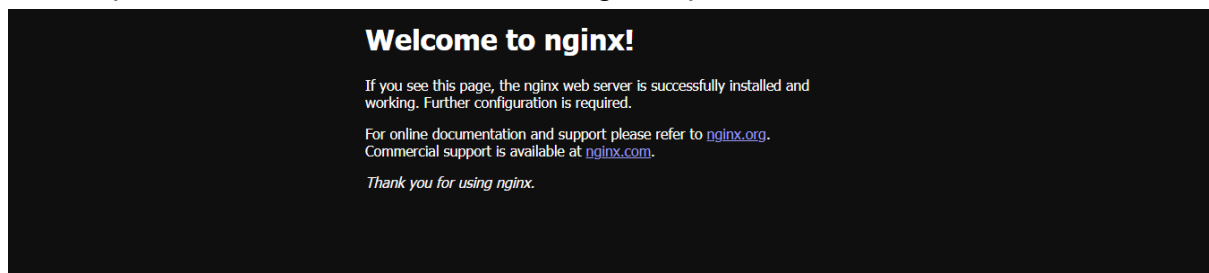 Welcome to nginx!
If you see this page, the nginx web server is successfully installed and
working. Further configuration is required.
For online documentation and support please refer to nginx.org.
Commercial support is available at nginx.com.
Thank you for using nginx.